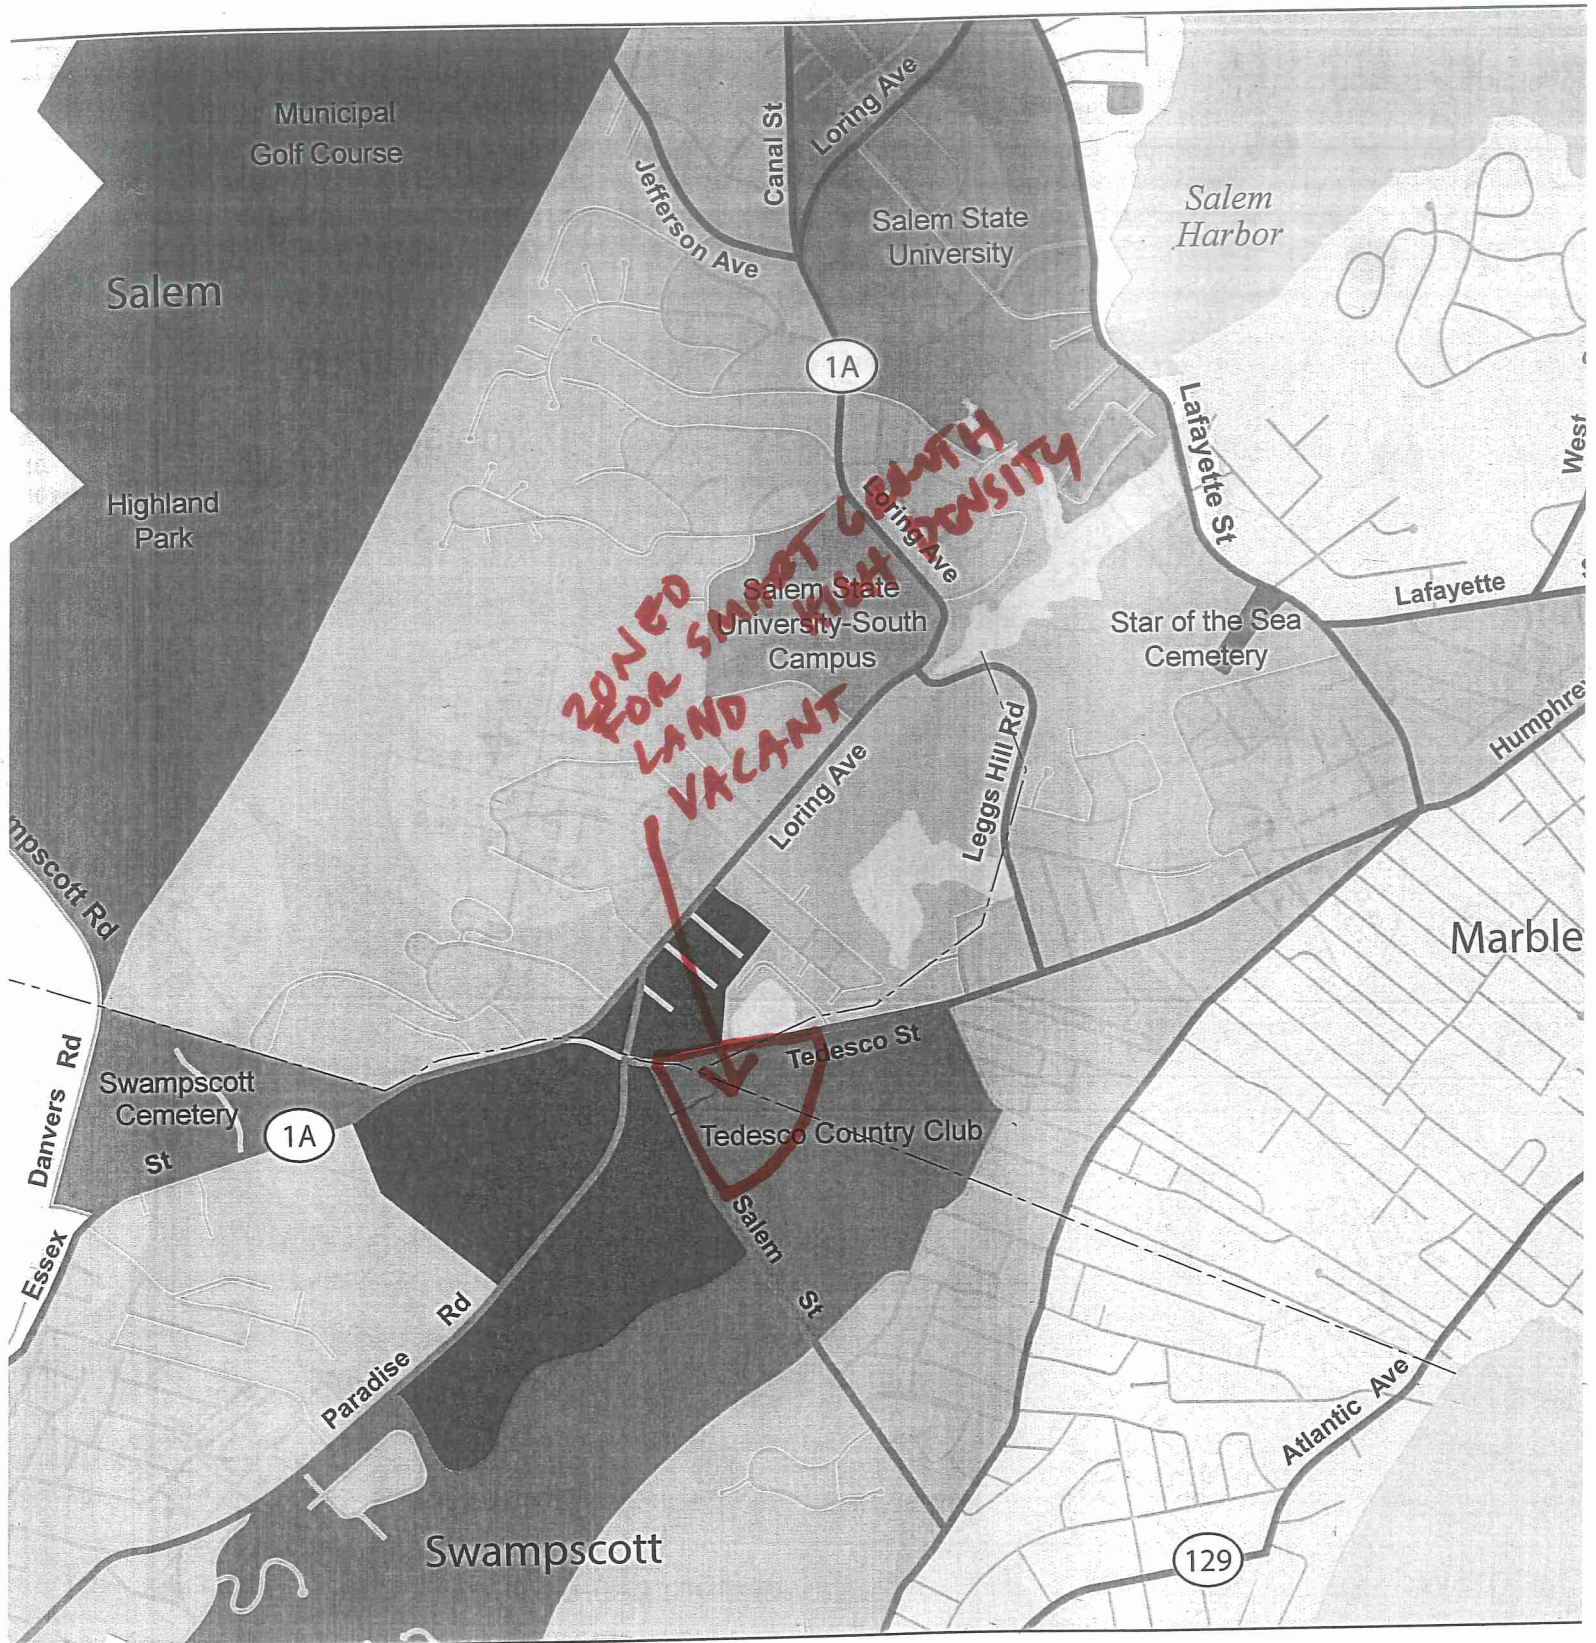 Municipal
Golf Course
Canal St
Loring Ave
Jefferson Ave
Salem State
University
Salem
Harbor
Salem
1A
Lafayette St
West
Highland
Park
ZONED
FOR SMART GROWTH
HIGH DENSITY
LAND
VACANT
Loring Ave
Salem State
University-South
Campus
Star of the Sea
Cemetery
Lafayette
Humphrey
Leggs Hill Rd
Loring Ave
mpscott Rd
Marble
Danvers Rd
Tedesco St
Swampscott
Cemetery
1A
St
Tedesco Country Club
Essex
Salem St
Paradise Rd
Atlantic Ave
Swampscott
129